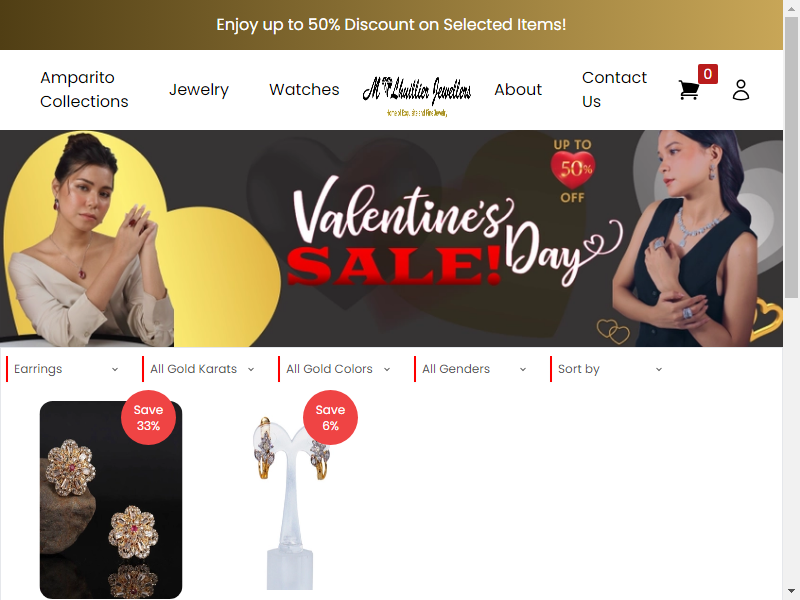 Enjoy up to 50% Discount on Selected Items!
Amparito
Collections
Jewelry
Watches
M Lhuillier Jewellers
About
Contact
Us
0
UP TO
50%
OFF
Valentine's
Day
SALE!
Earrings
All Gold Karats
All Gold Colors
All Genders
Sort by
Save
33%
Save
6%